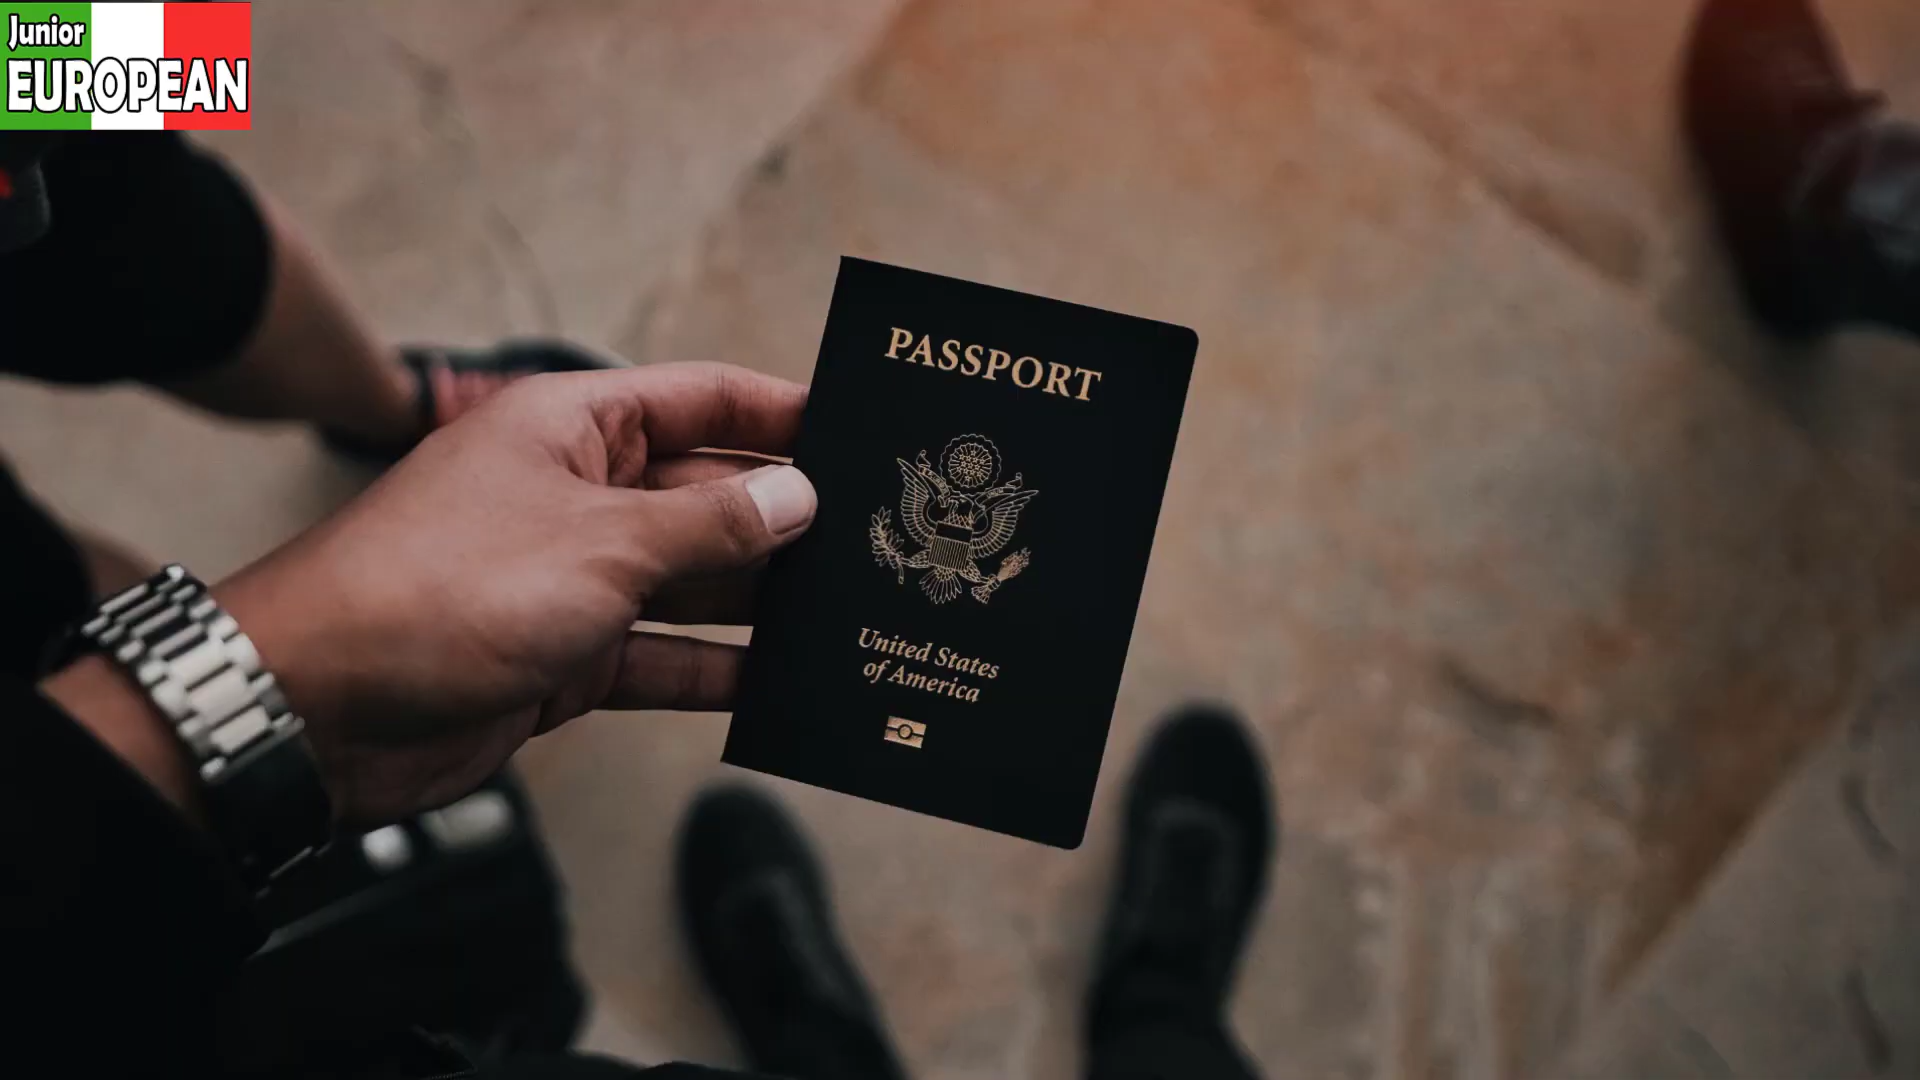 Junior
EUROPEAN
PASSPORT
United States
of America